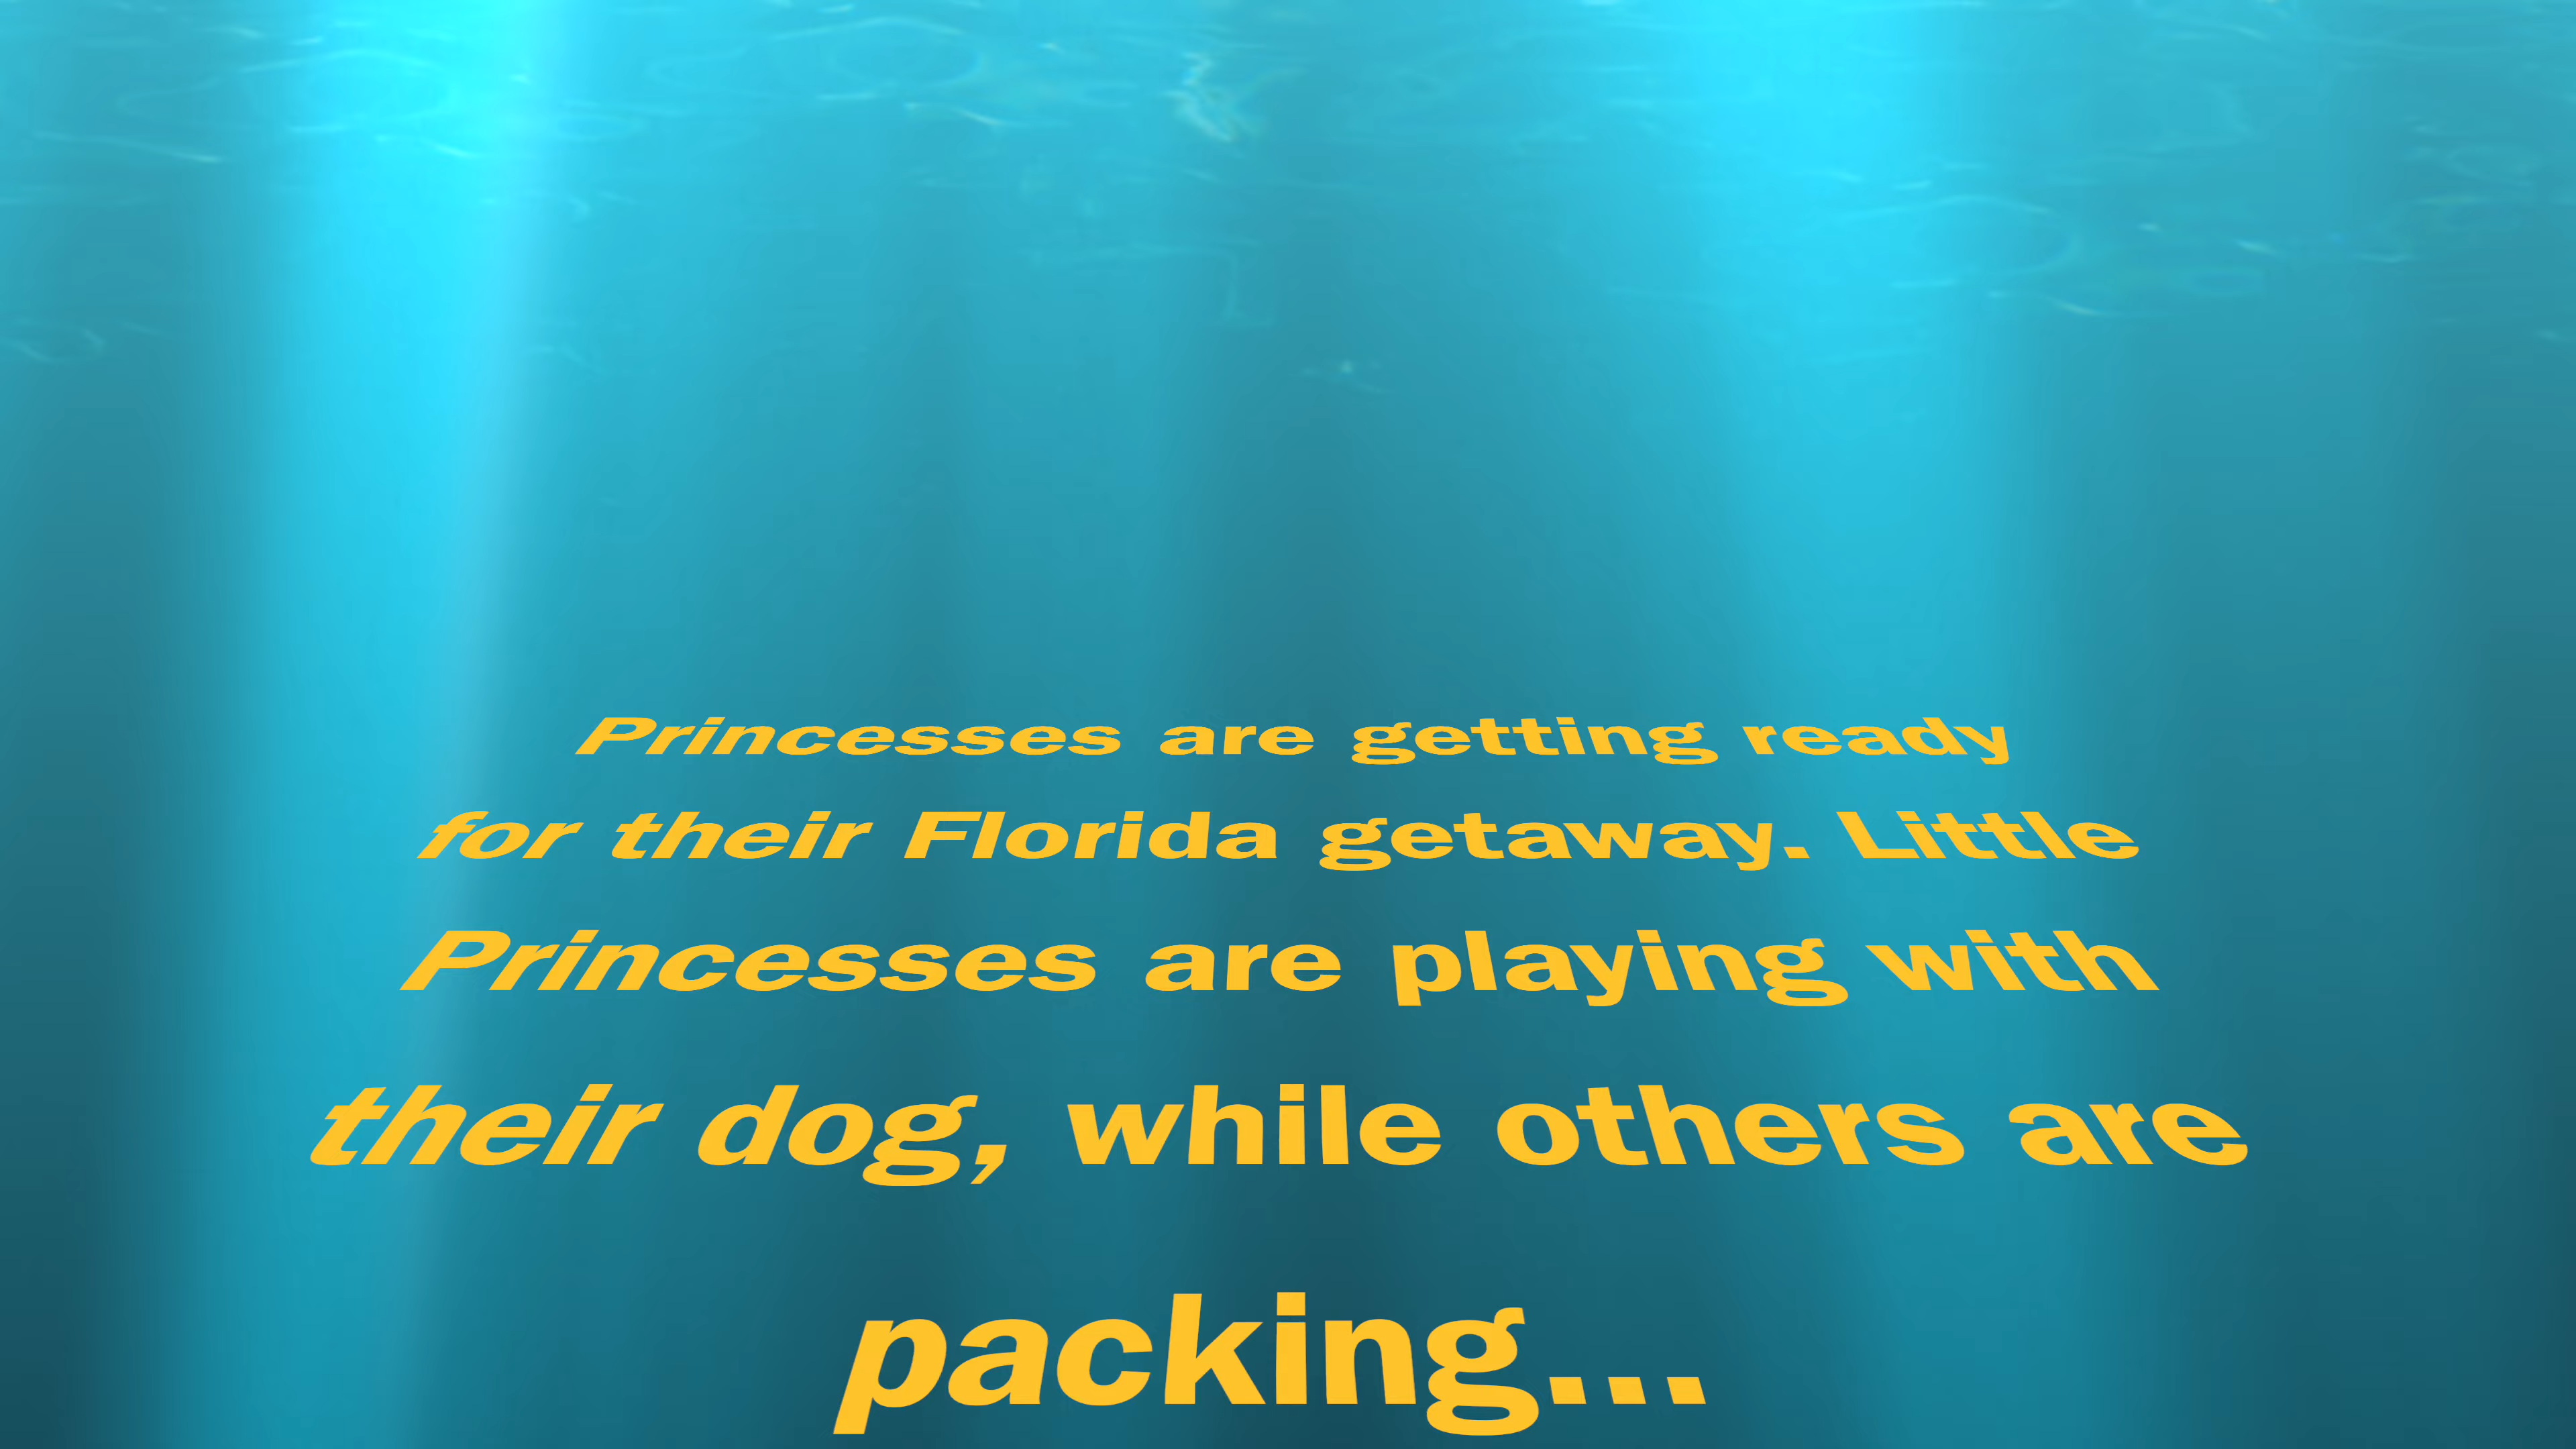 Princesses are getting ready
for their Florida getaway. Little
Princesses are playing with
their dog, while others are
packing...